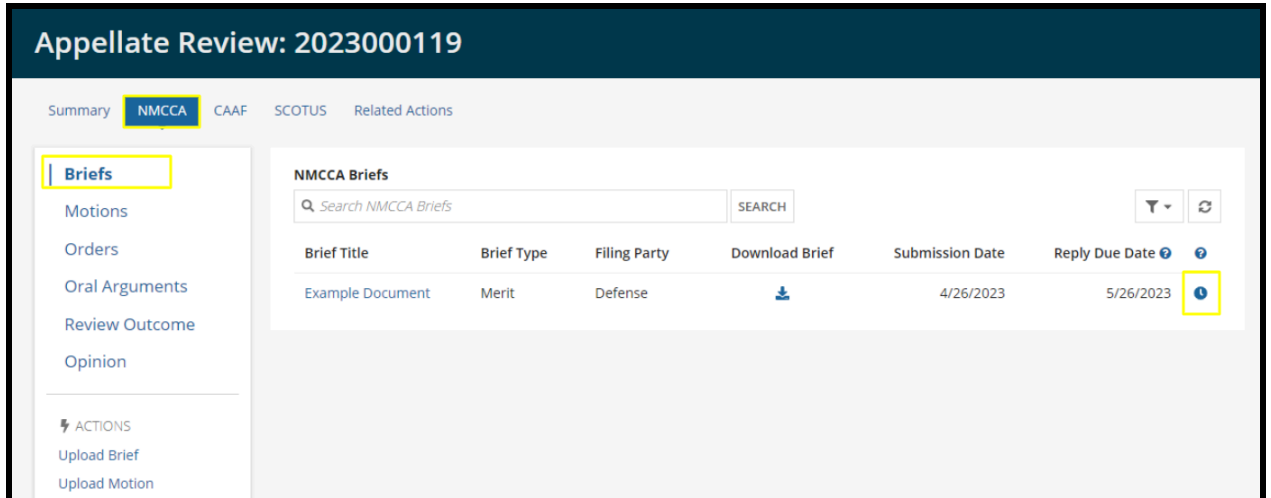 Appellate Review: 2023000119
Summary NMCCA CAAF SCOTUS Related Actions
Briefs
Motions
Orders
Oral Arguments
Review Outcome
Opinion
ACTIONS
Upload Brief
Upload Motion
NMCCA Briefs
Search NMCCA Briefs SEARCH
Brief Title Brief Type Filing Party Download Brief Submission Date Reply Due Date
Example Document Merit Defense 4/26/2023 5/26/2023